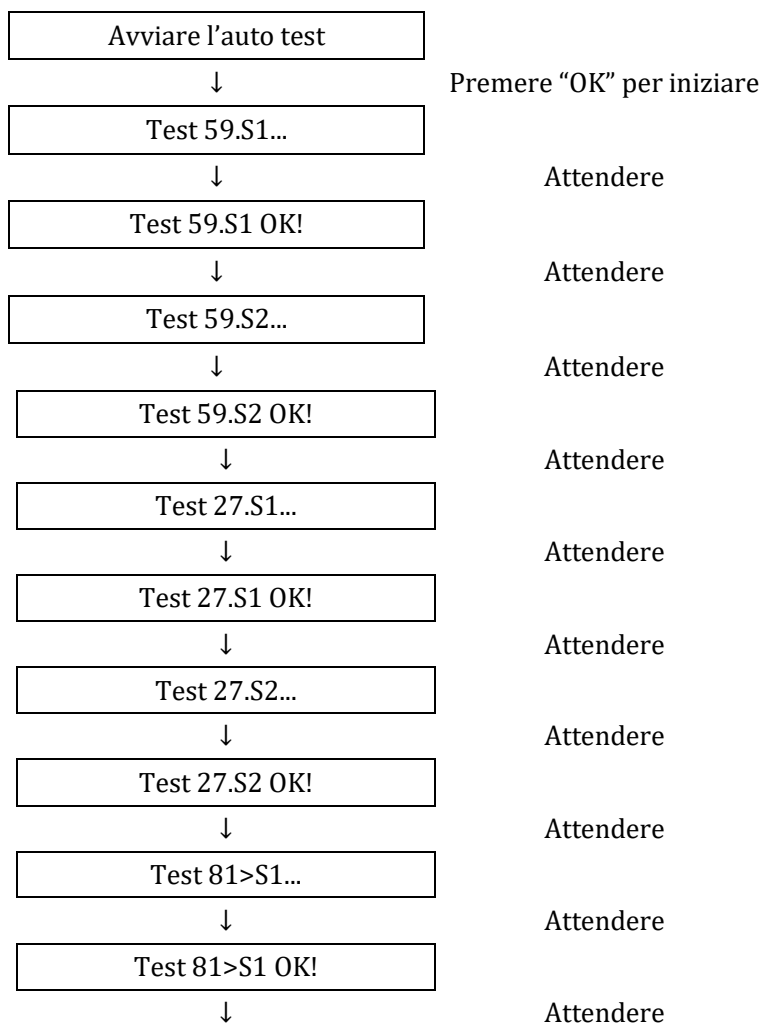 Avviare l’auto test
↓ Premere “OK” per iniziare
Test 59.S1...
↓ Attendere
Test 59.S1 OK!
↓ Attendere
Test 59.S2...
↓ Attendere
Test 59.S2 OK!
↓ Attendere
Test 27.S1...
↓ Attendere
Test 27.S1 OK!
↓ Attendere
Test 27.S2...
↓ Attendere
Test 27.S2 OK!
↓ Attendere
Test 81>S1...
↓ Attendere
Test 81>S1 OK!
↓ Attendere